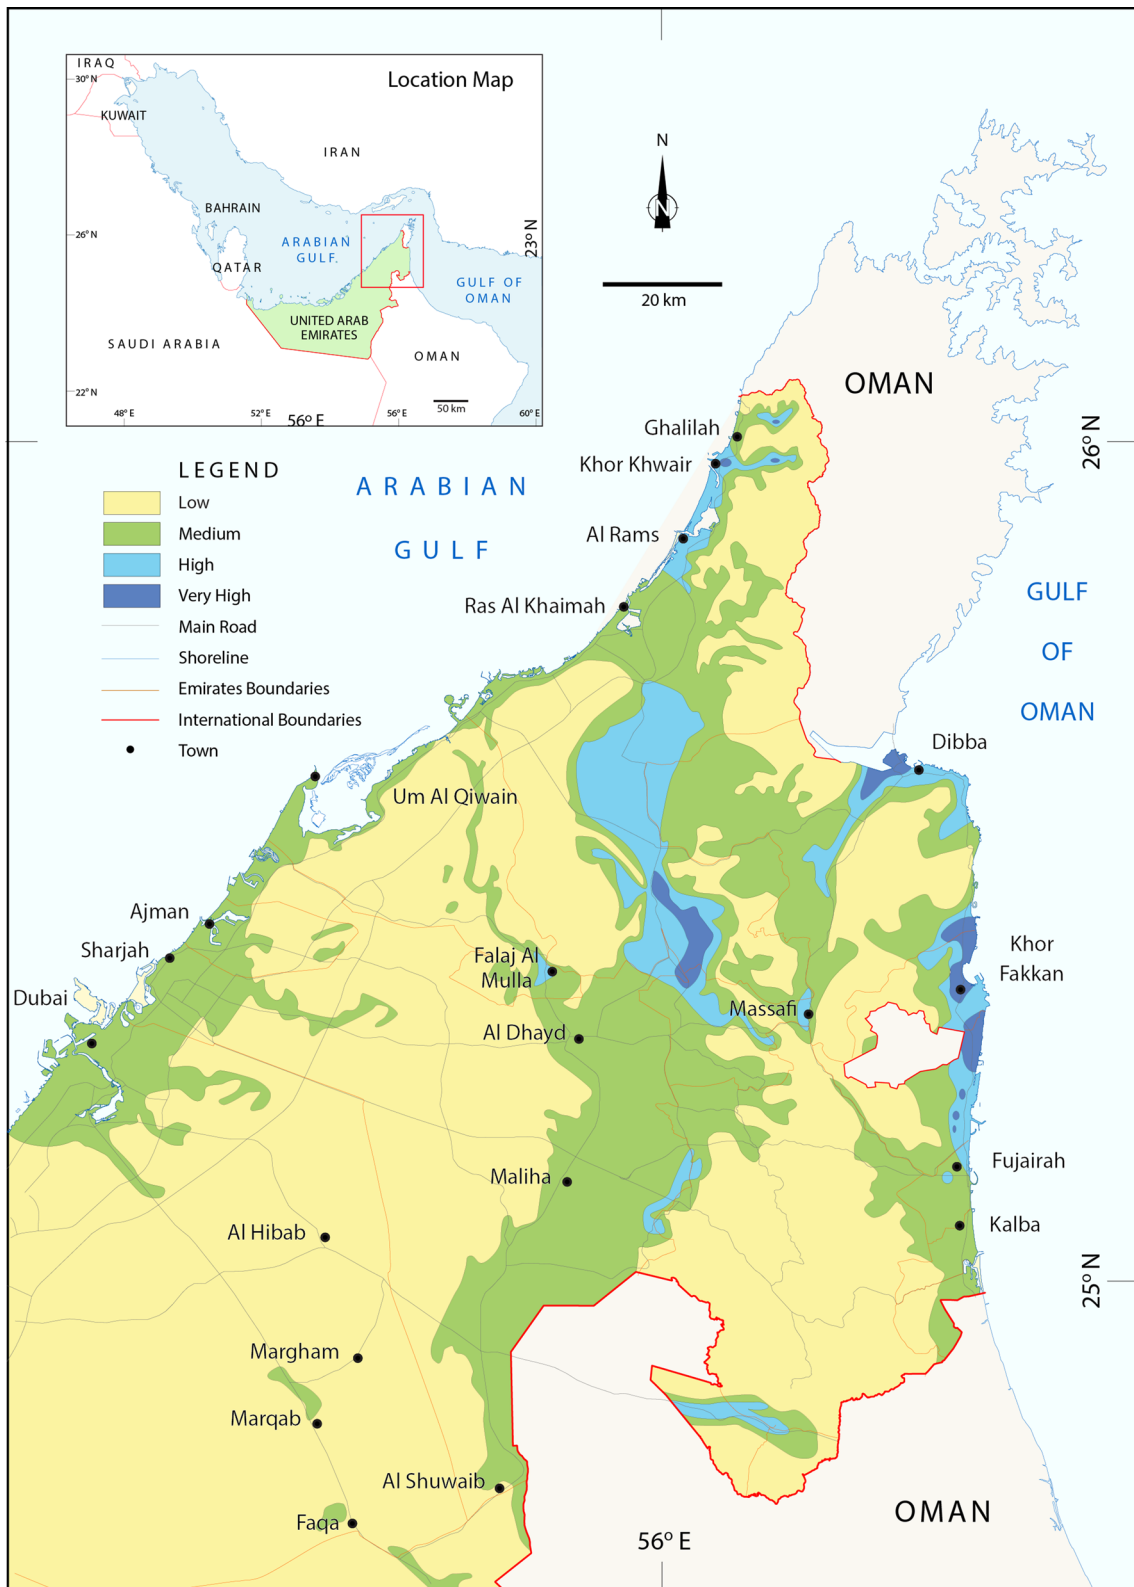 Location Map
IRAQ
30° N
KUWAIT
IRAN
BAHRAIN
26° N
ARABIAN
GULF.
23° N
QATAR
GULF OF
OMAN
UNITED ARAB
EMIRATES
SAUDI ARABIA
OMAN
22° N
50 km
48° E
52° E
56° E
56° E
60° E
N
N
20 km
OMAN
Ghalilah
26° N
Khor Khwair
LEGEND
Low
Medium
High
Very High
Main Road
Shoreline
Emirates Boundaries
International Boundaries
Town
ARABIAN
GULF
Al Rams
Ras Al Khaimah
GULF
OF
OMAN
Dibba
Um Al Qiwain
Ajman
Sharjah
Dubai
Falaj Al
Mulla
Khor
Fakkan
Massafi
Al Dhayd
Maliha
Fujairah
Al Hibab
Kalba
25° N
Margham
Marqab
Al Shuwaib
Faqa
OMAN
56° E